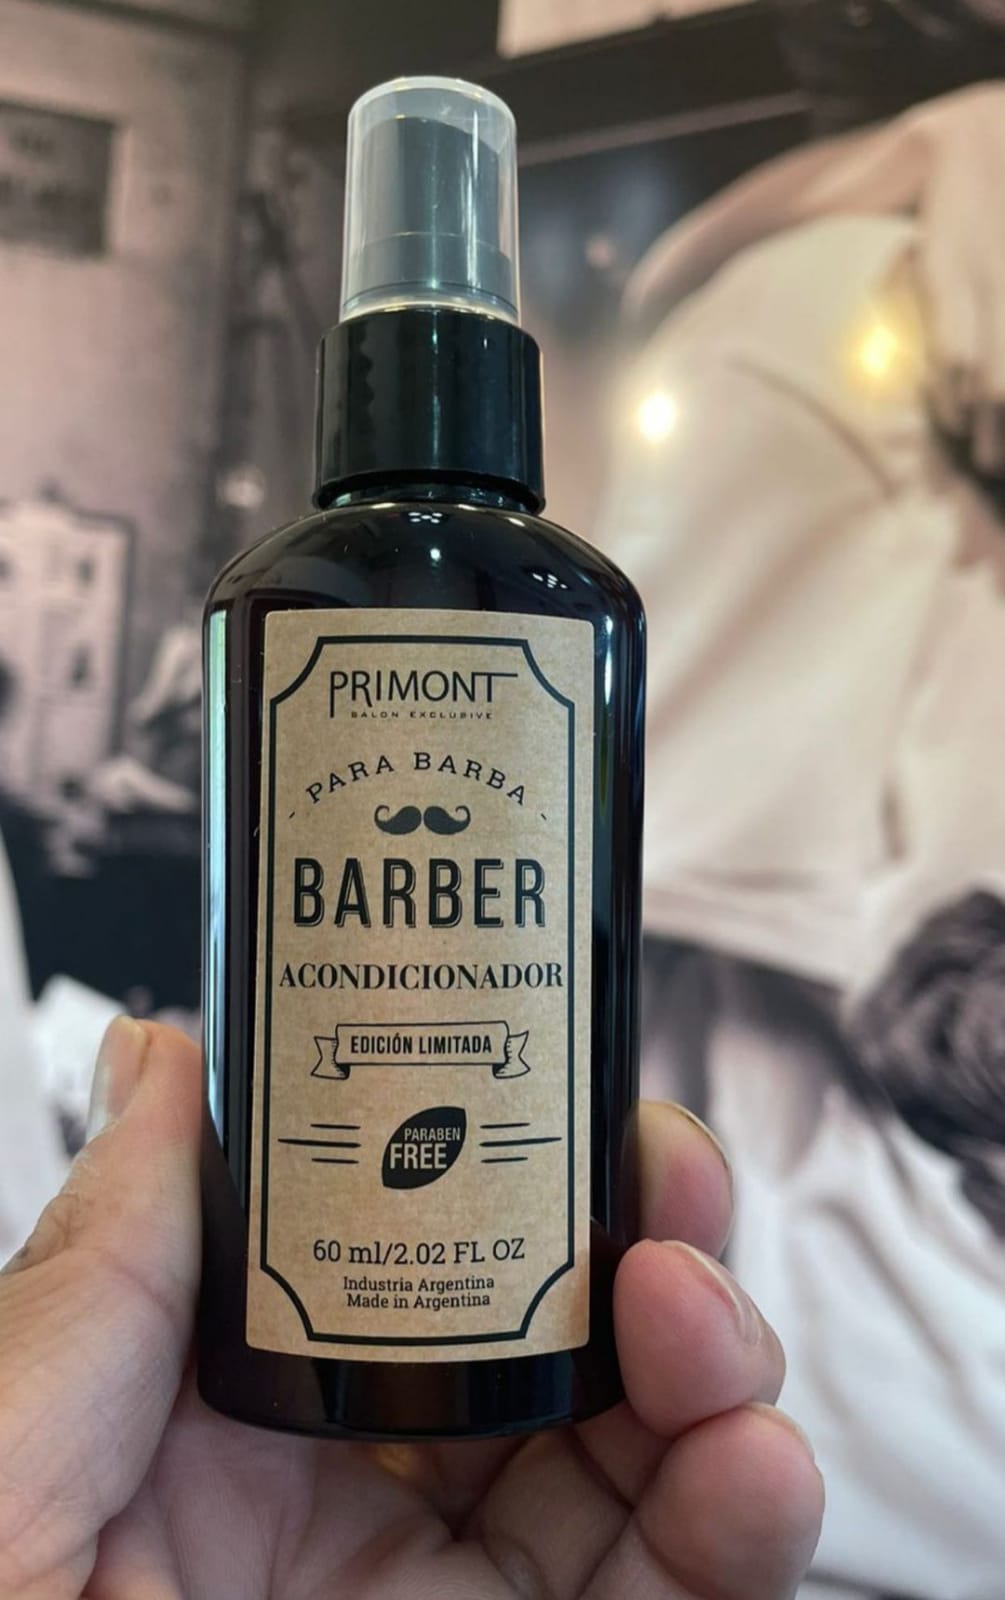 PRIMONT
SALON EXCLUSIVE
- PARA BARBA -
BARBER
ACONDICIONADOR
EDICIÓN LIMITADA
PARABEN
FREE
60 ml/2.02 FL OZ
Industria Argentina
Made in Argentina